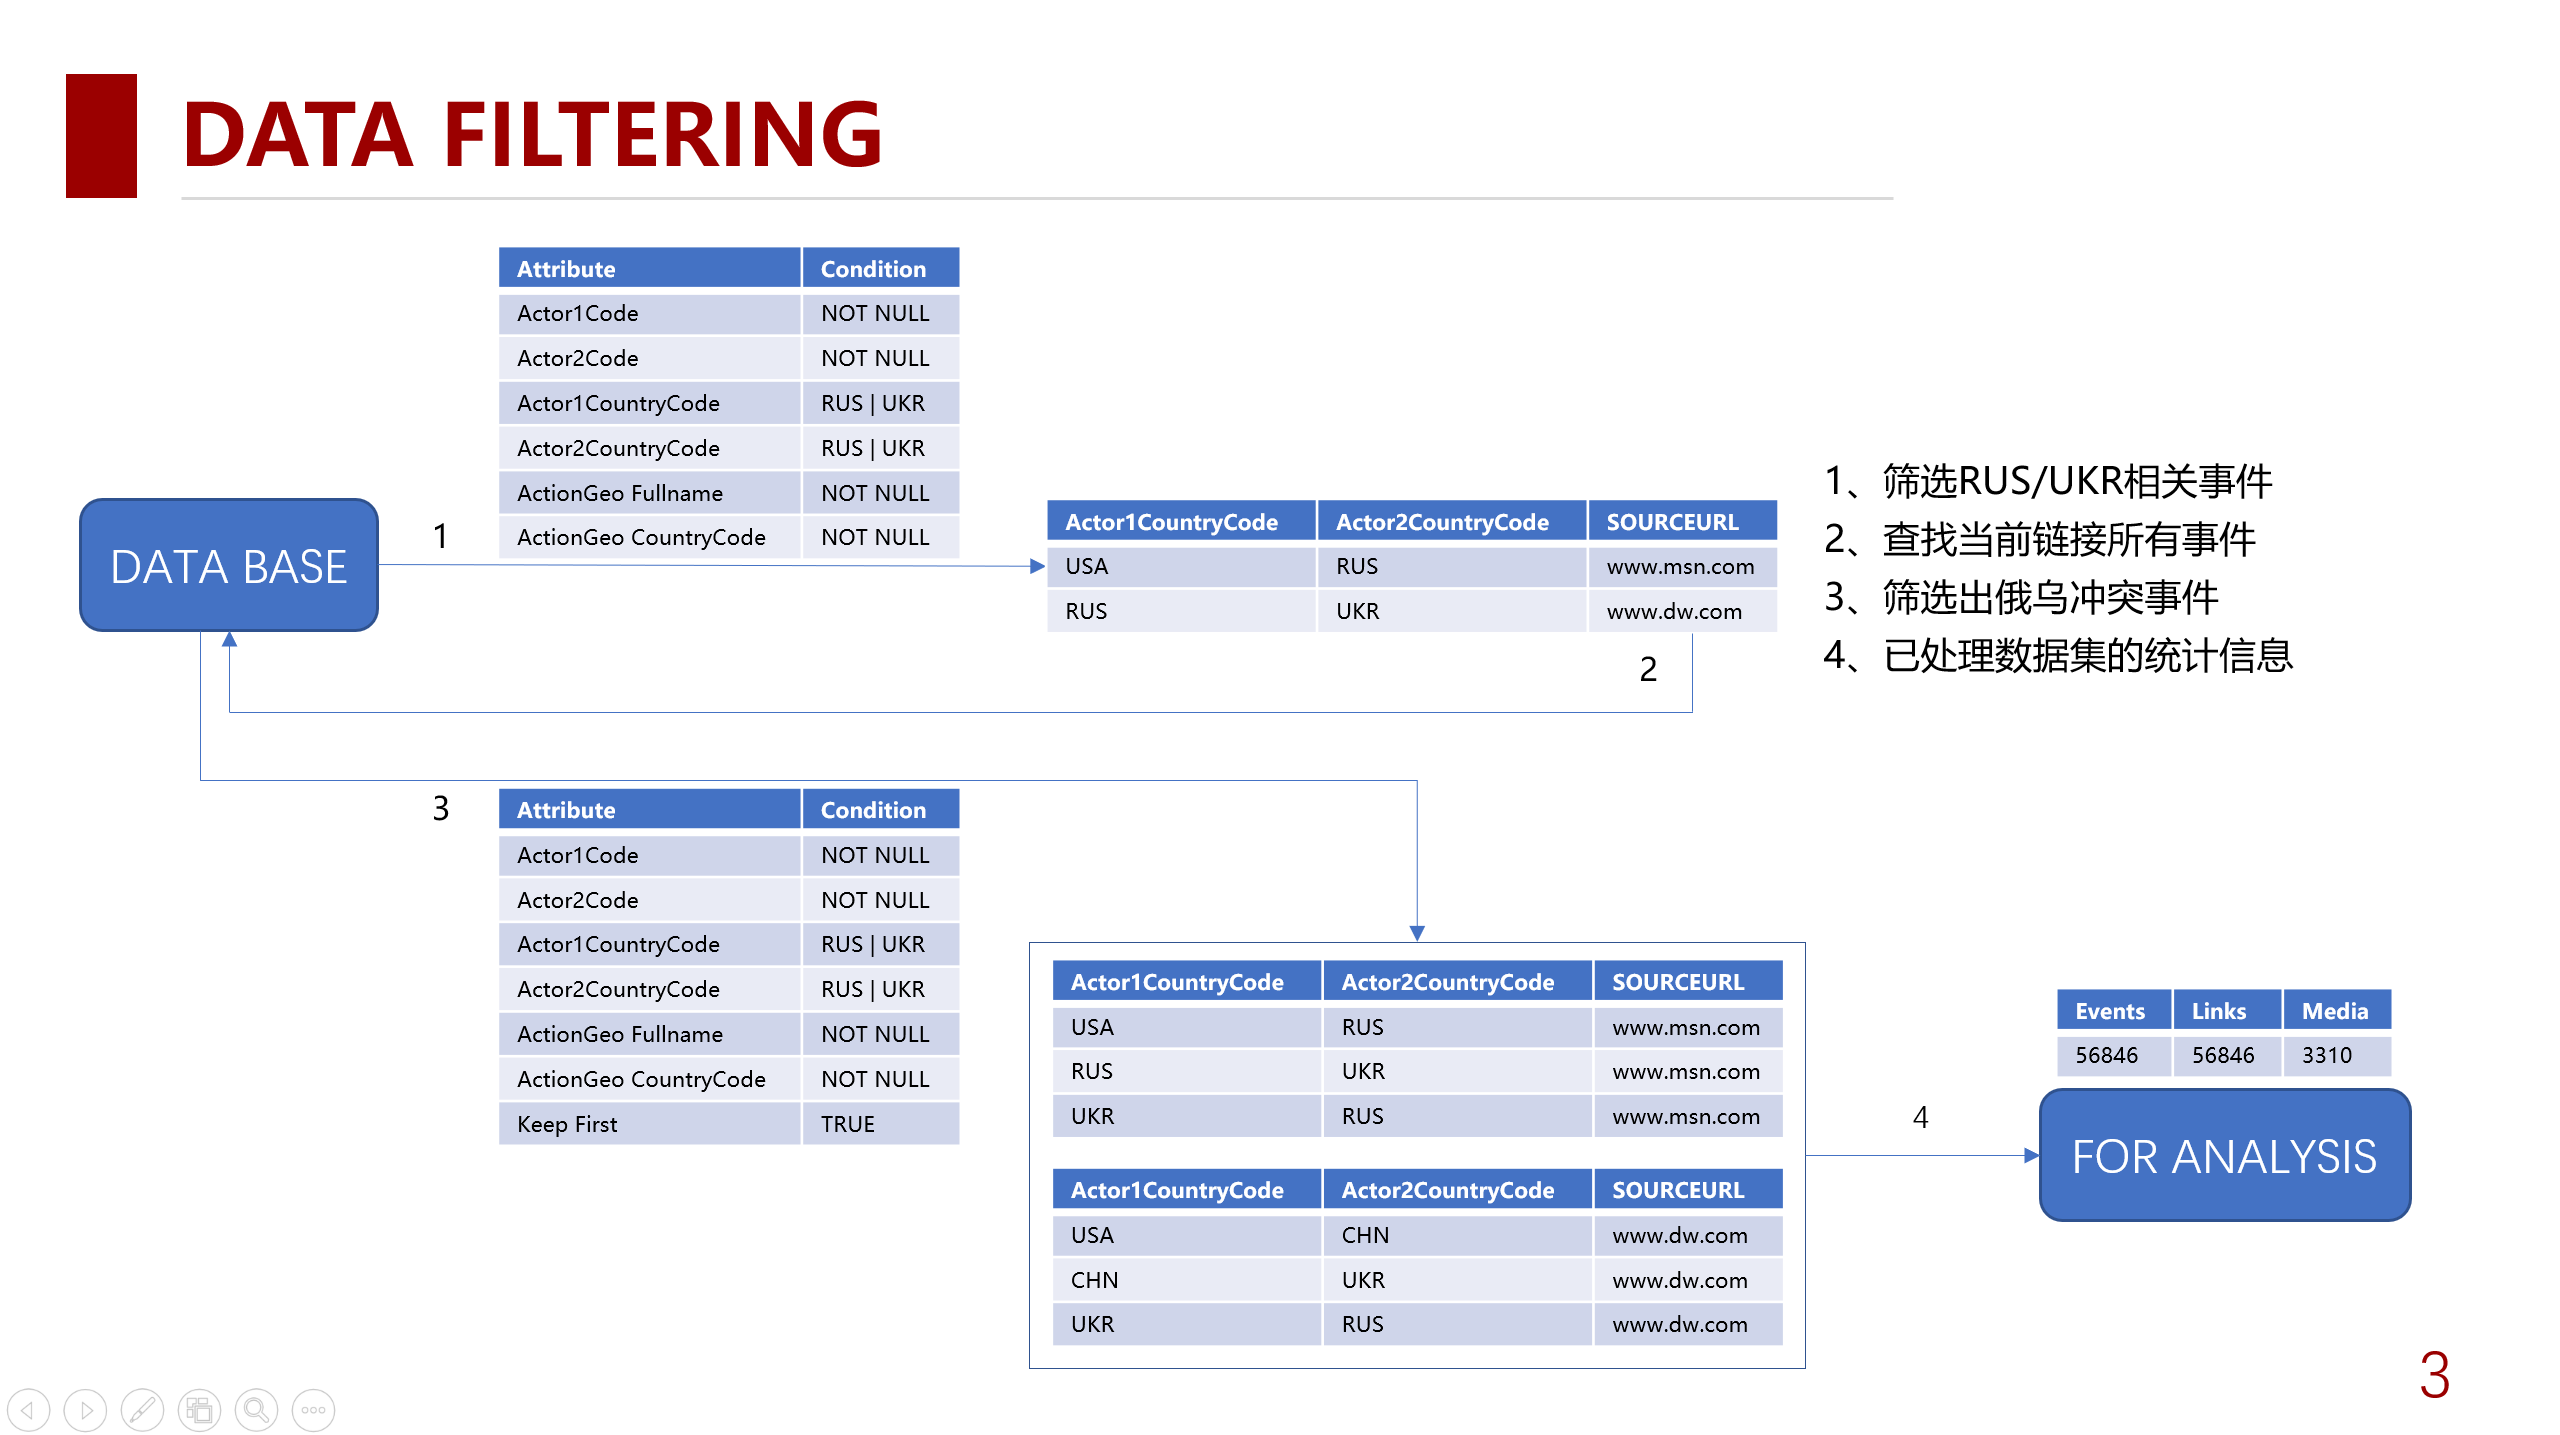 DATA FILTERING
Attribute Condition
Actor1Code NOT NULL
Actor2Code NOT NULL
Actor1CountryCode RUS | UKR
Actor2CountryCode RUS | UKR
ActionGeo Fullname NOT NULL
ActionGeo CountryCode NOT NULL
DATA BASE
1
Actor1CountryCode Actor2CountryCode SOURCEURL
USA RUS www.msn.com
RUS UKR www.dw.com
2
1、筛选RUS/UKR相关事件
2、查找当前链接所有事件
3、筛选出俄乌冲突事件
4、已处理数据集的统计信息
3
Attribute Condition
Actor1Code NOT NULL
Actor2Code NOT NULL
Actor1CountryCode RUS | UKR
Actor2CountryCode RUS | UKR
ActionGeo Fullname NOT NULL
ActionGeo CountryCode NOT NULL
Keep First TRUE
Actor1CountryCode Actor2CountryCode SOURCEURL
USA RUS www.msn.com
RUS UKR www.msn.com
UKR RUS www.msn.com
Actor1CountryCode Actor2CountryCode SOURCEURL
USA CHN www.dw.com
CHN UKR www.dw.com
UKR RUS www.dw.com
4
Events Links Media
56846 56846 3310
FOR ANALYSIS
3